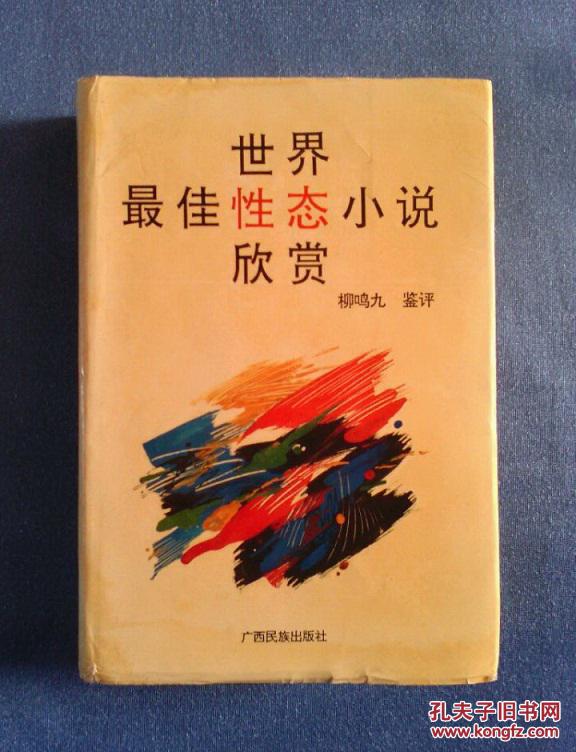 世界
最佳性态小说
欣赏
柳鸣九 鉴评
广西民族出版社
孔夫子旧书网
www.kongfz.com